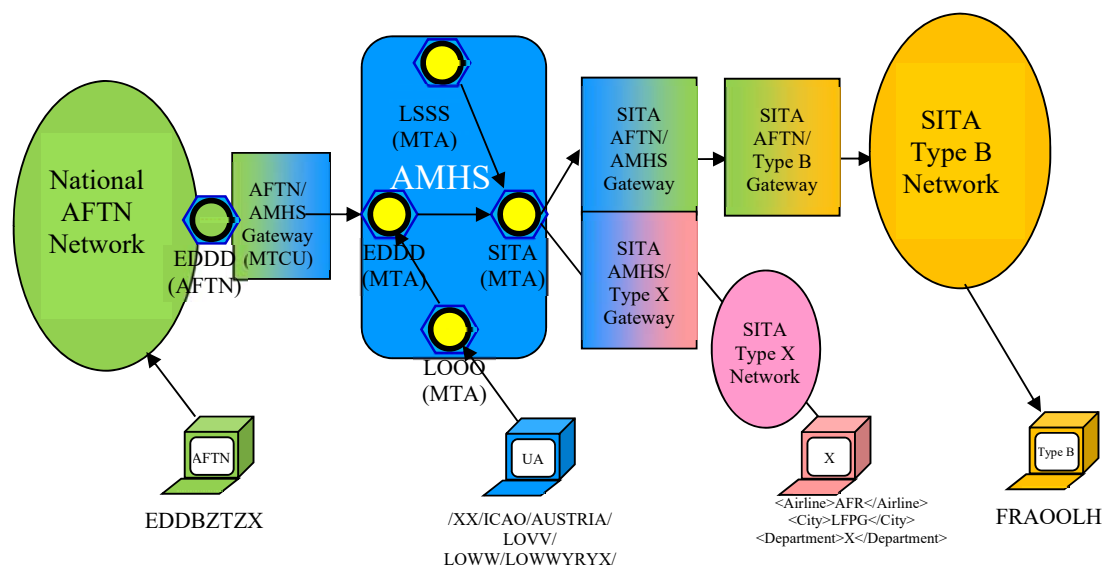 National
AFTN
Network
EDDD
(AFTN)
AFTN/
AMHS
Gateway
(MTCU)
LSSS
(MTA)
AMHS
EDDD
(MTA)
SITA
(MTA)
LOOO
(MTA)
SITA
AFTN/
AMHS
Gateway
SITA
AMHS/
Type X
Gateway
SITA
AFTN/
Type B
Gateway
SITA
Type B
Network
SITA
Type X
Network
AFTN
EDDBZTZX
UA
/XX/ICAO/AUSTRIA/
LOVV/
LOWW/LOWWYRYX/
X
<Airline>AFR</Airline>
<City>LFPG</City>
<Department>X</Department>
Type B
FRAOOLH